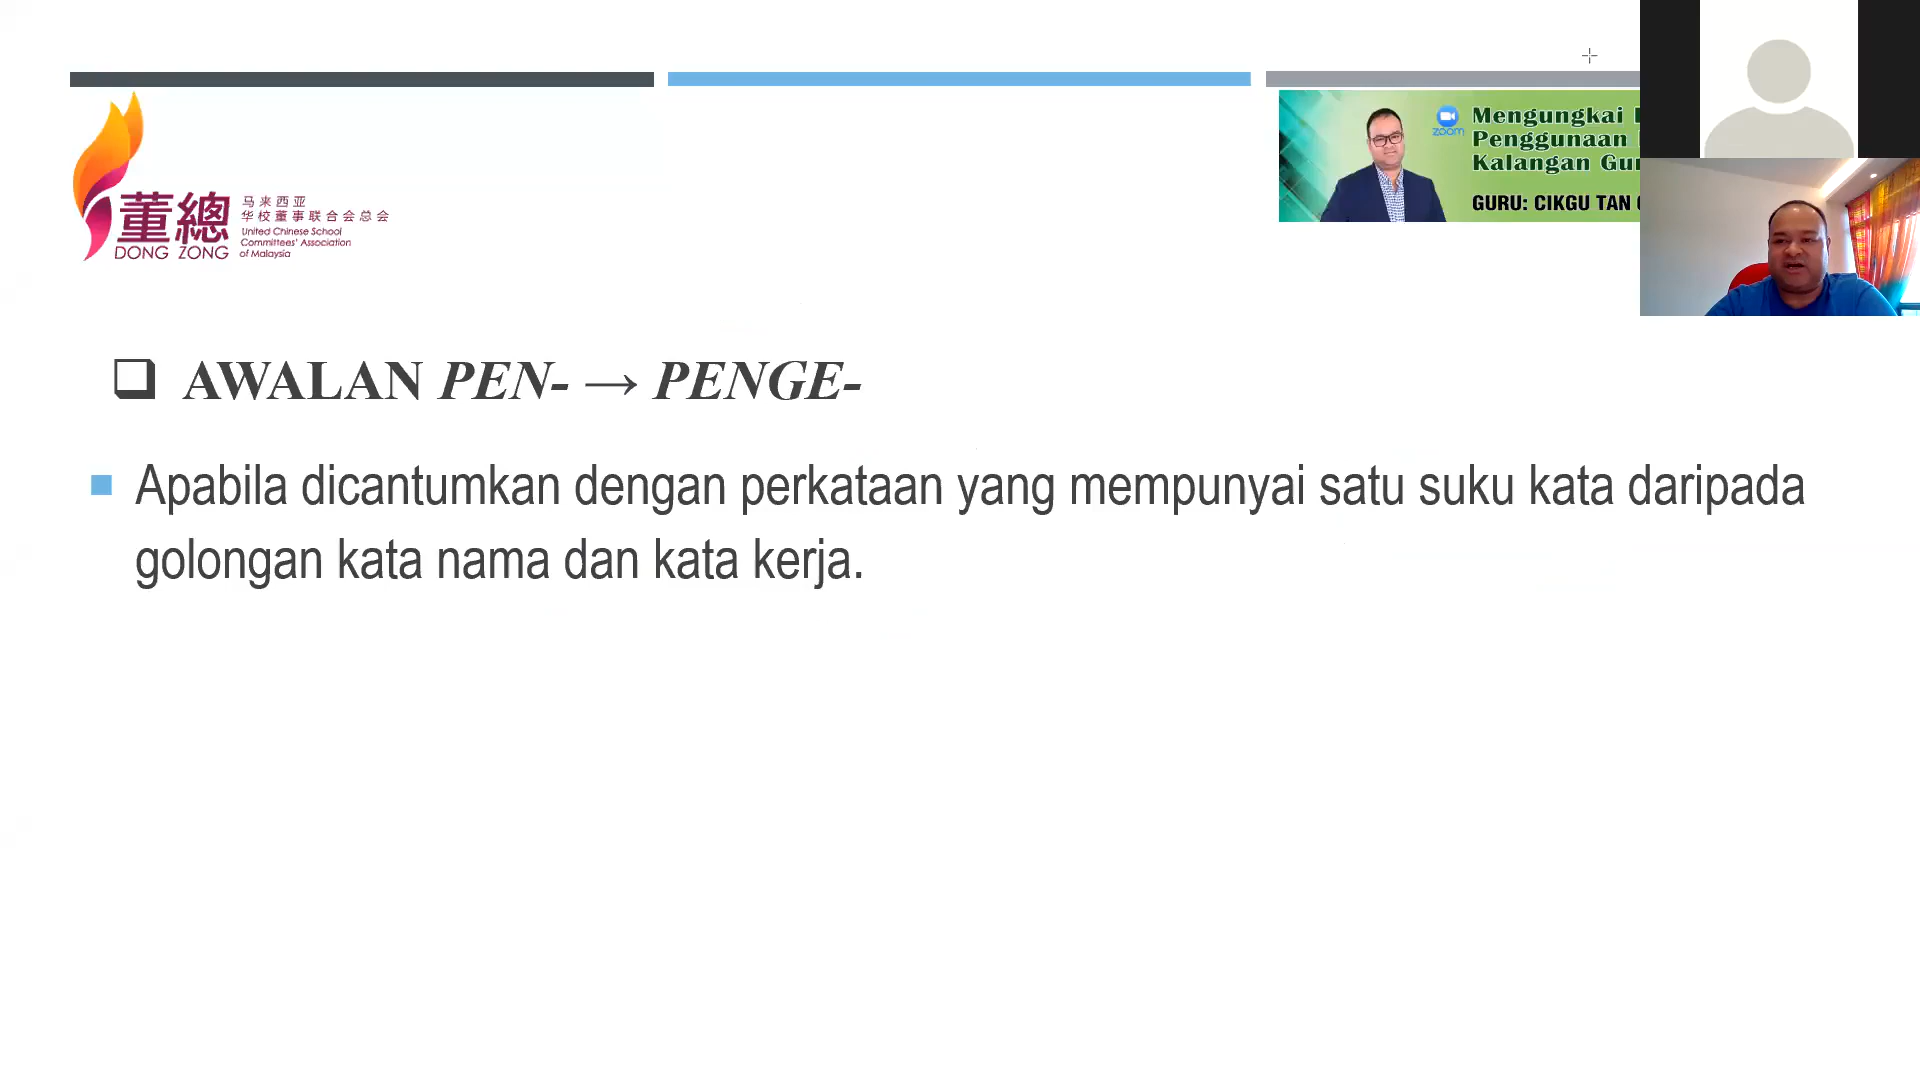 董總
DONG ZONG
马来西亚
华校董事联合会总会
United Chinese School
Committees' Association
of Malaysia
zoom
Mengungkai
Penggunaan
Kalangan
GURU: CIKGU TAN
AWALAN PEN- → PENGE-
Apabila dicantumkan dengan perkataan yang mempunyai satu suku kata daripada
golongan kata nama dan kata kerja.